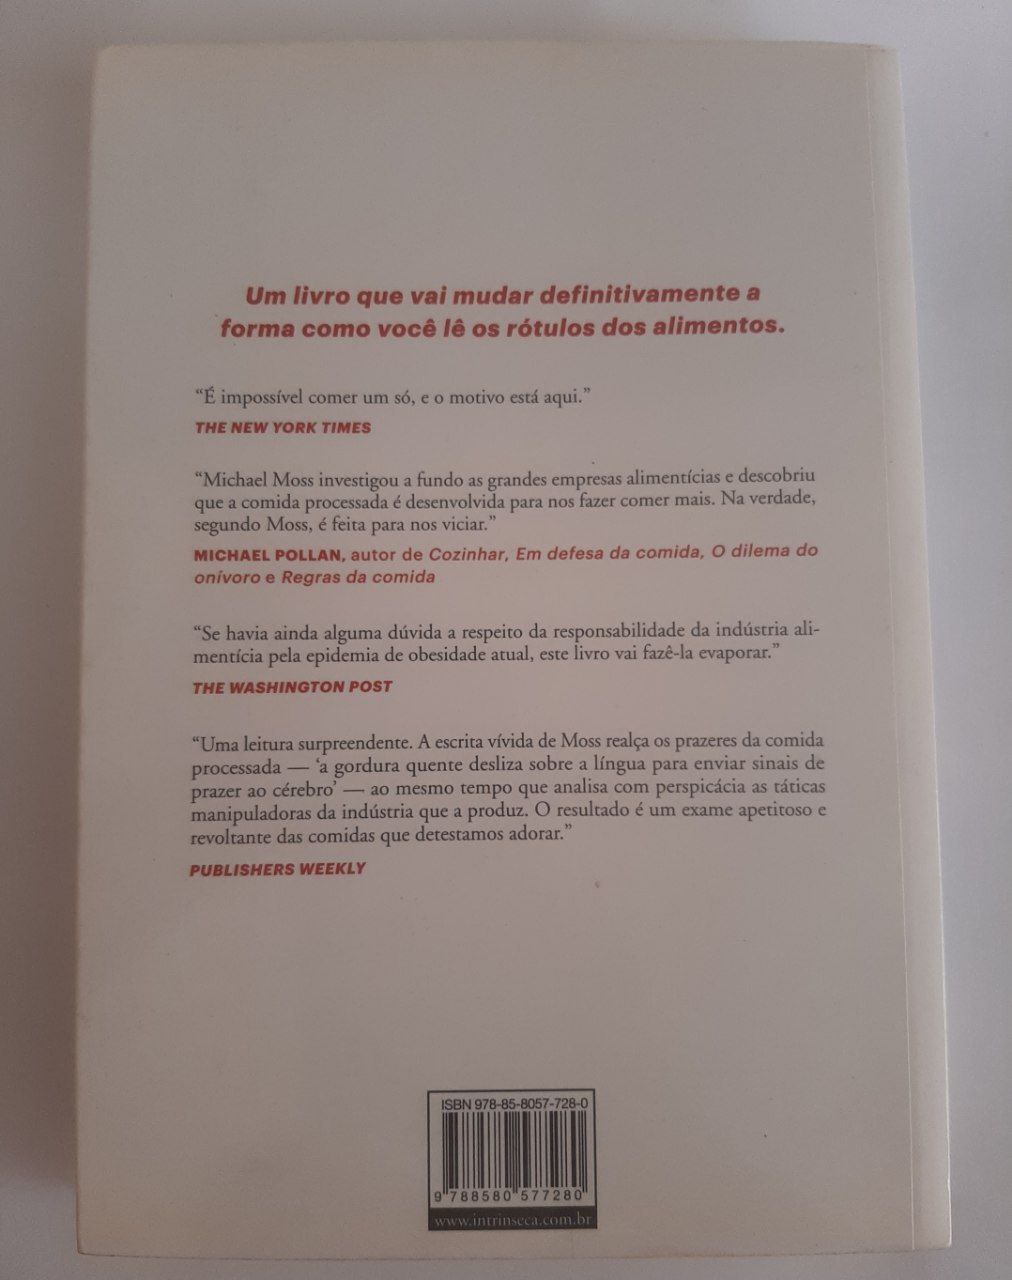 Um livro que vai mudar definitivamente a
forma como você lê os rótulos dos alimentos.
“É impossível comer um só, e o motivo está aqui.”
THE NEW YORK TIMES
“Michael Moss investigou a fundo as grandes empresas alimentícias e descobriu
que a comida processada é desenvolvida para nos fazer comer mais. Na verdade,
segundo Moss, é feita para nos viciar.”
MICHAEL POLLAN, autor de Cozinhar, Em defesa da comida, O dilema do
onívoro e Regras da comida
“Se havia ainda alguma dúvida a respeito da responsabilidade da indústria ali-
mentícia pela epidemia de obesidade atual, este livro vai fazê-la evaporar.”
THE WASHINGTON POST
“Uma leitura surpreendente. A escrita vívida de Moss realça os prazeres da comida
processada — ‘a gordura quente desliza sobre a língua para enviar sinais de
prazer ao cérebro’ — ao mesmo tempo que analisa com perspicácia as táticas
manipuladoras da indústria que a produz. O resultado é um exame apetitoso e
revoltante das comidas que detestamos adorar.”
PUBLISHERS WEEKLY
ISBN 978-85-8057-728-0
9 788580 577280
www.intrinseca.com.br